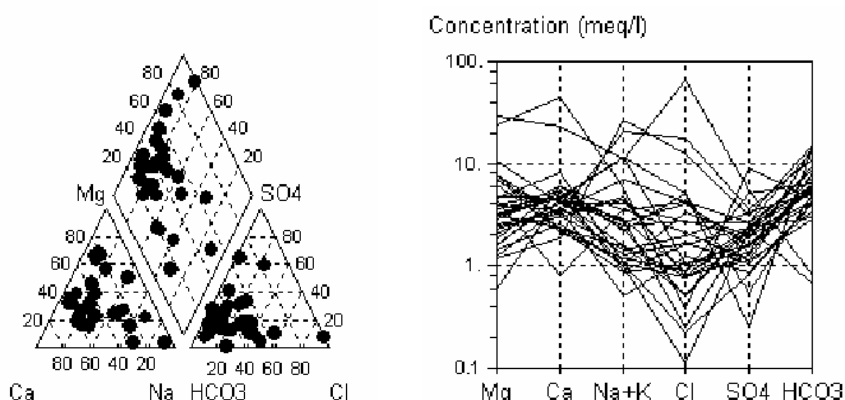 Concentration (meq/l)
100.
10.
1.
0.1
Mg Ca Na+K Cl SO4 HCO3
80 80
60 60
40 40
20 20
Mg SO4
80 80
60 60
40 40
20 20
80 60 40 20 20 40 60 80
Ca Na HCO3 Cl